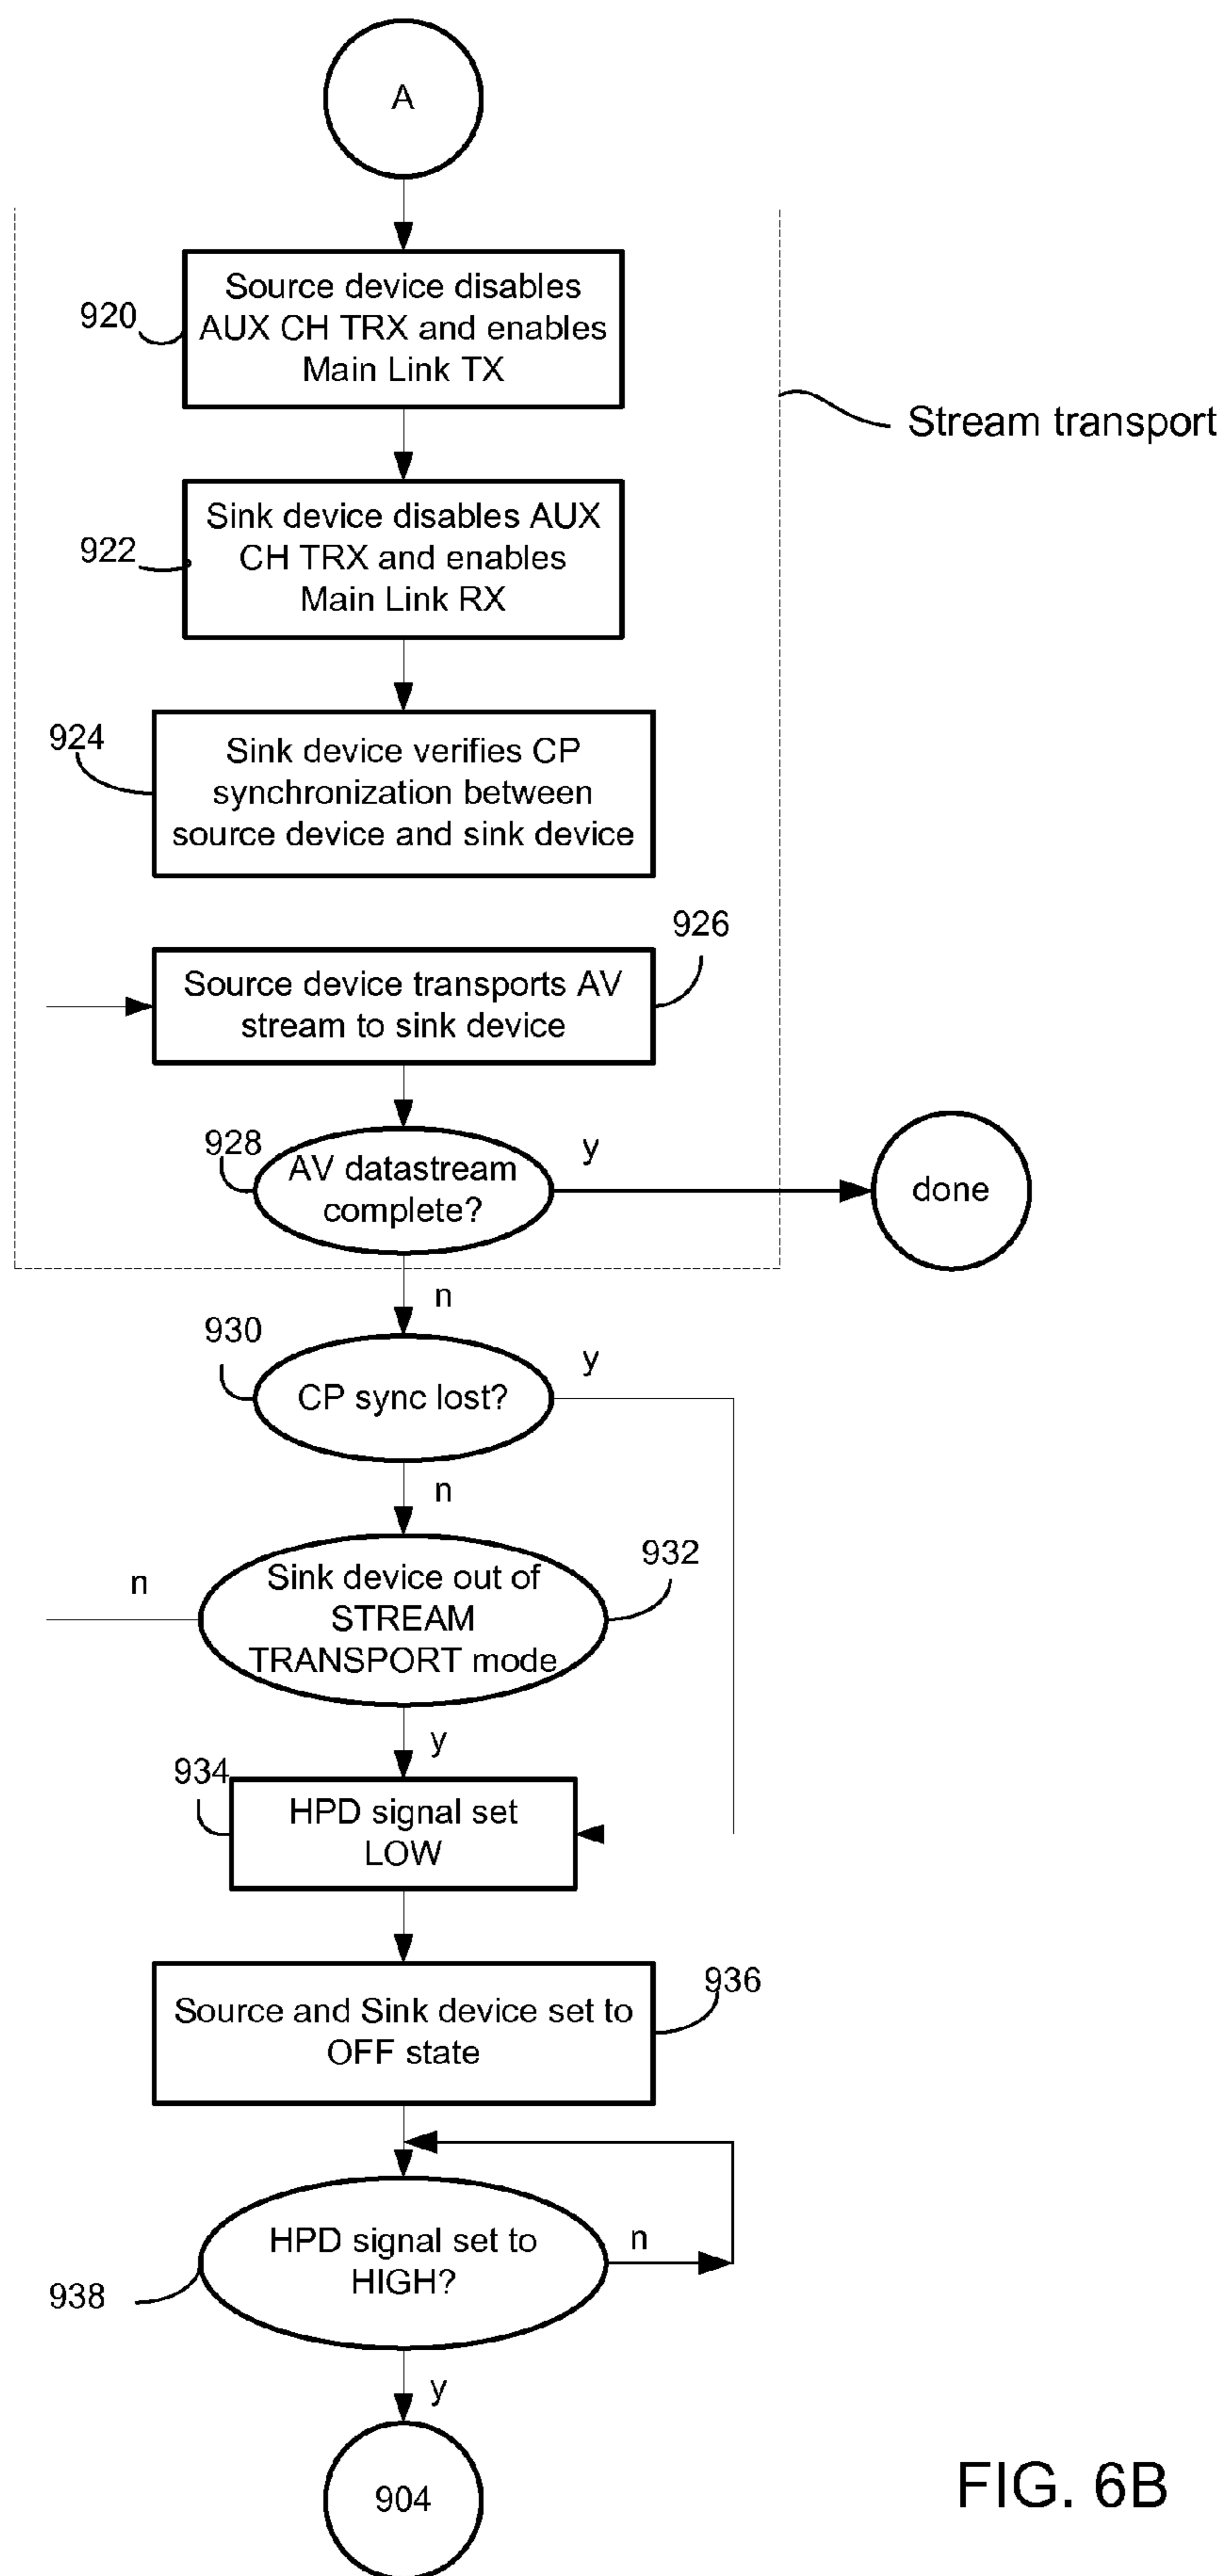 A
Source device disables
AUX CH TRX and enables
Main Link TX
920
Stream transport
Sink device disables AUX
CH TRX and enables
Main Link RX
922
924
Sink device verifies CP
synchronization between
source device and sink device
926
Source device transports AV
stream to sink device
928
AV datastream
complete?
y
done
n
930
CP sync lost?
y
n
932
Sink device out of
STREAM
TRANSPORT mode
n
y
934
HPD signal set
LOW
936
Source and Sink device set to
OFF state
HPD signal set to
HIGH?
n
938
y
904
FIG. 6B